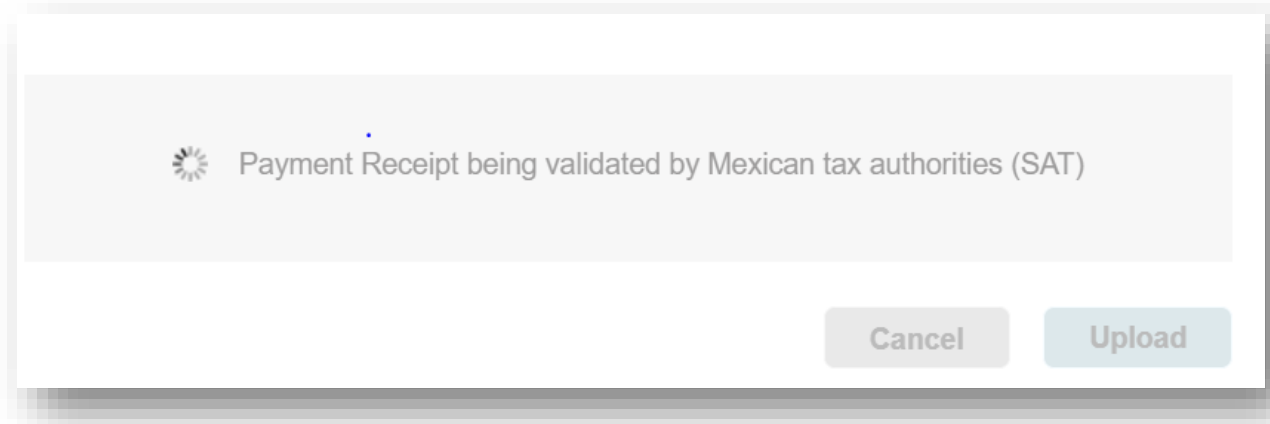 Payment Receipt being validated by Mexican tax authorities (SAT)
Cancel
Upload